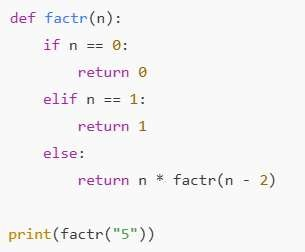 def factr(n):
    if n == 0:
        return 0
    elif n == 1:
        return 1
    else:
        return n * factr(n - 2)

print(factr("5"))